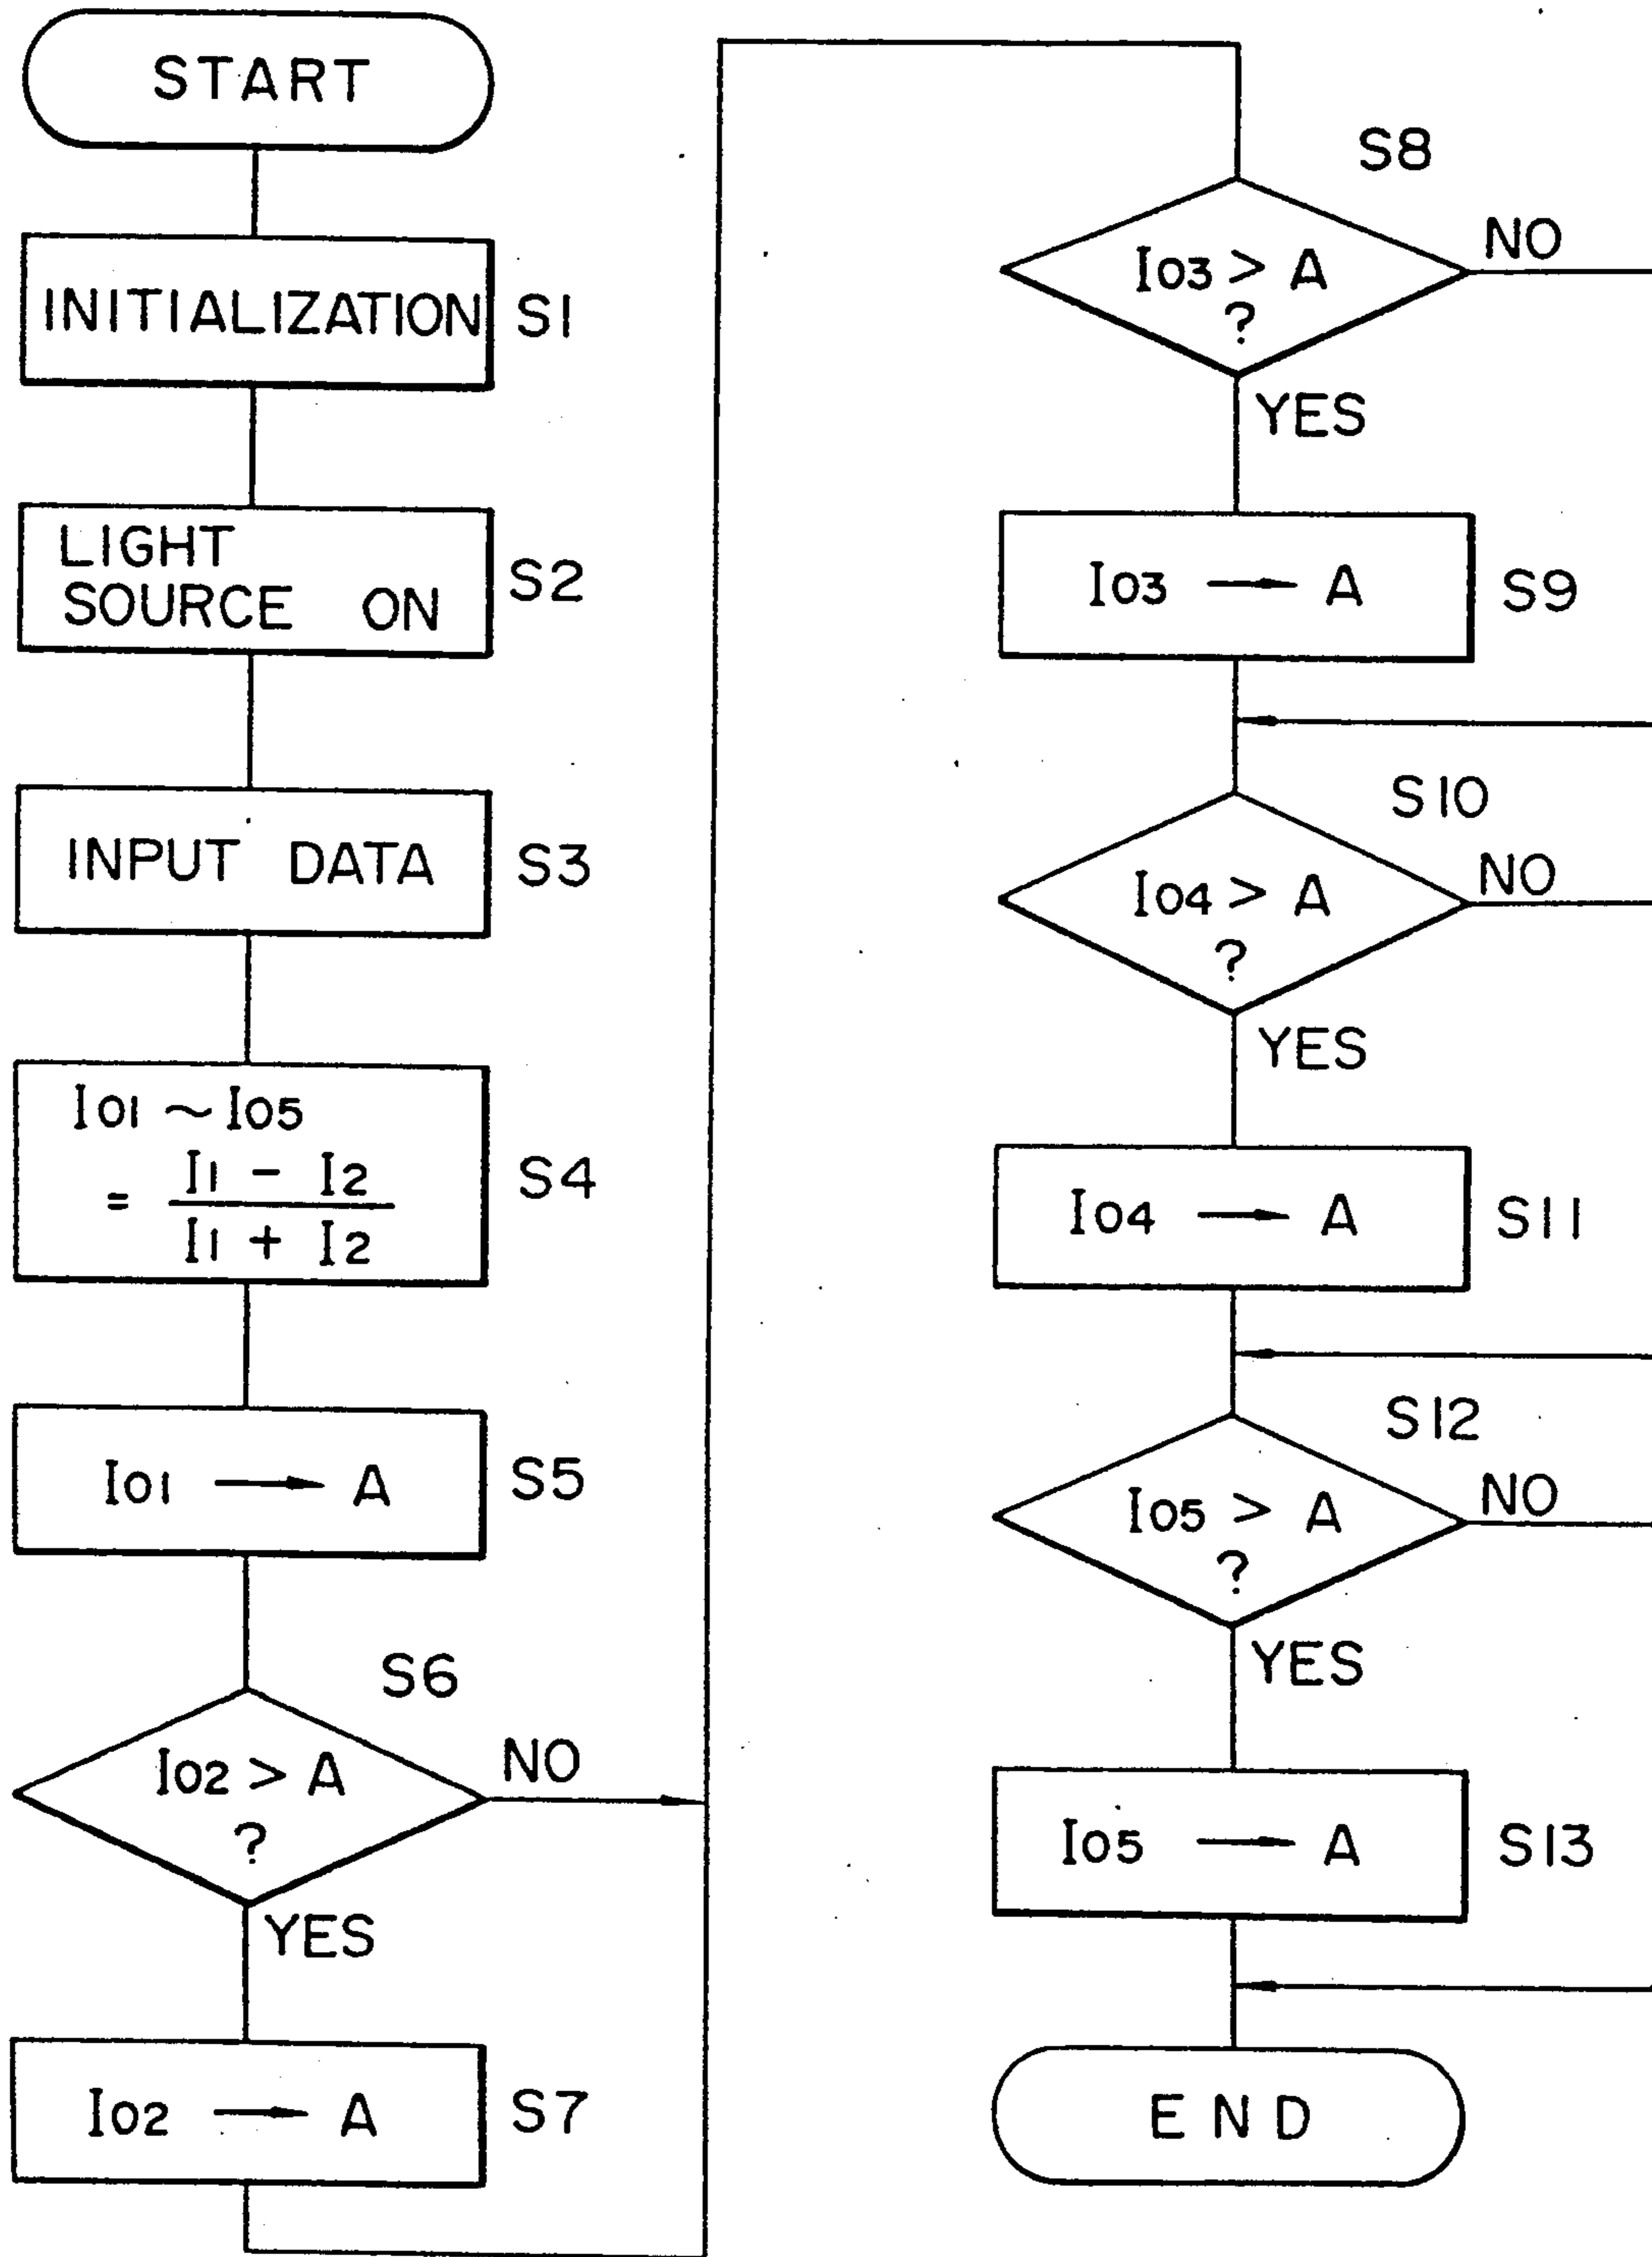 START
INITIALIZATION S1
LIGHT
SOURCE ON
S2
INPUT DATA S3
I01 ~ I05
= I1 - I2
I1 + I2
S4
I01 → A S5
S6
I02 > A
?
NO
YES
I02 → A S7
S8
I03 > A
?
NO
YES
I03 → A S9
S10
I04 > A
?
NO
YES
I04 → A S11
S12
I05 > A
?
NO
YES
I05 → A S13
END